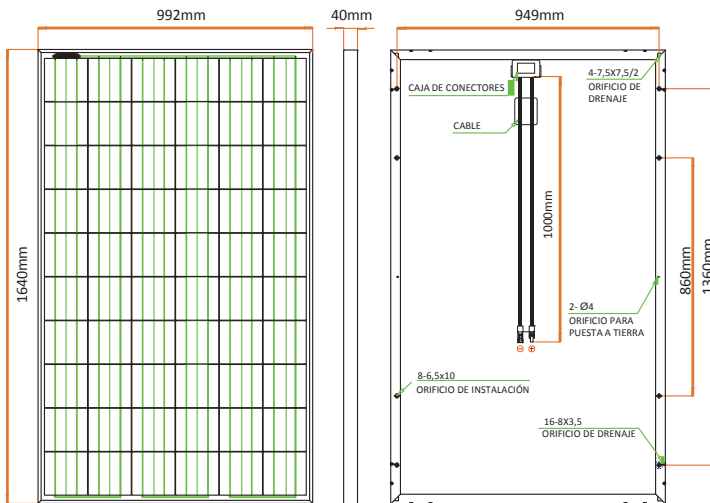 992mm
40mm
949mm
4-7,5X7,5/2
ORIFICIO DE
DRENAJE
CAJA DE CONECTORES
CABLE
1640mm
1000mm
860mm
1360mm
2- Ø4
ORIFICIO PARA
PUESTA A TIERRA
8-6,5x10
ORIFICIO DE INSTALACIÓN
16-8X3,5
ORIFICIO DE DRENAJE